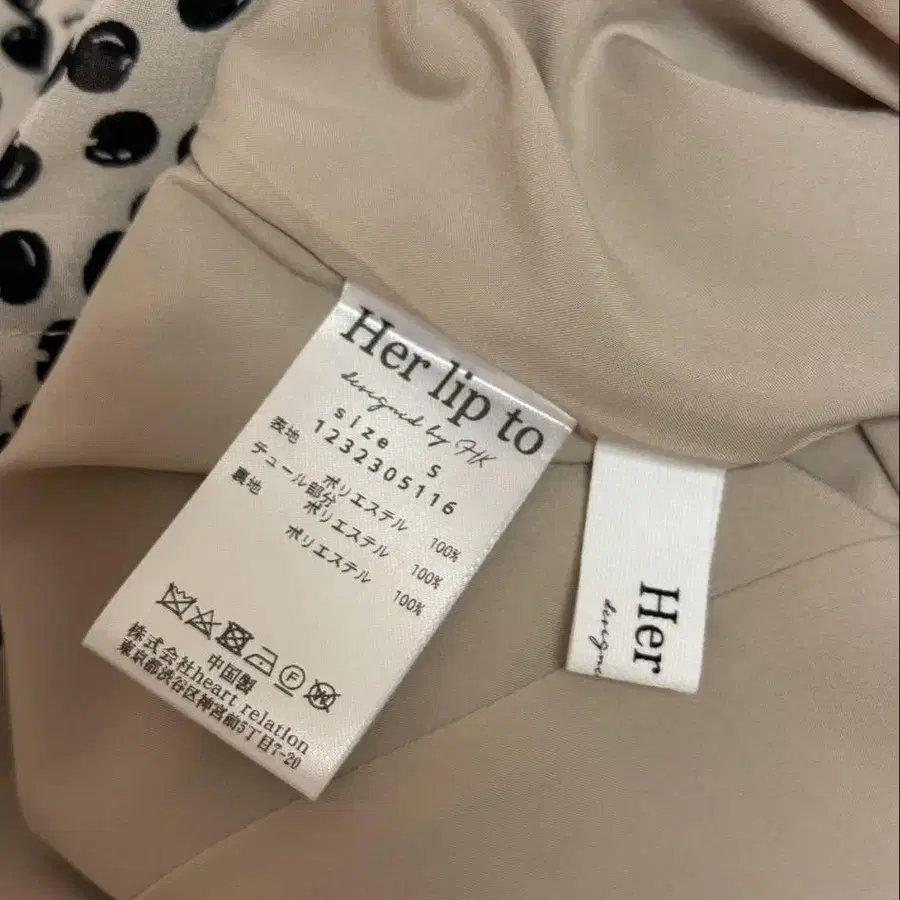 Her lip to
designed by HK
size S
1232305116
表地
ポリエステル 100%
テュール部分
ポリエステル 100%
裏地
ポリエステル 100%
F
W
中国製
株式会社heart relation
東京都渋谷区神宮前5丁目7-20
Her
designe